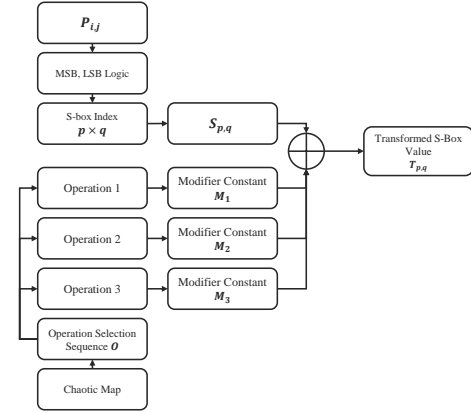 P_{i,j}
MSB, LSB Logic
S-box Index
p × q
S_{p,q}
Transformed S-Box
Value
T_{p,q}
Operation 1
Modifier Constant
M_1
Operation 2
Modifier Constant
M_2
Operation 3
Modifier Constant
M_3
Operation Selection
Sequence O
Chaotic Map